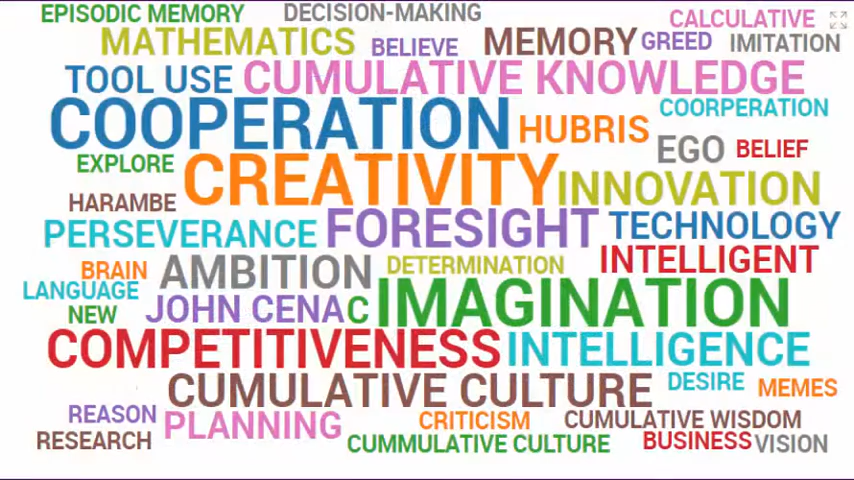 EPISODIC MEMORY DECISION-MAKING CALCULATIVE
MATHEMATICS BELIEVE MEMORY GREED IMITATION
TOOL USE CUMULATIVE KNOWLEDGE
COOPERATION HUBRIS COORPERATION
EXPLORE CREATIVITY EGO BELIEF
HARAMBE INNOVATION
PERSEVERANCE FORESIGHT TECHNOLOGY
BRAIN AMBITION DETERMINATION INTELLIGENT
LANGUAGE
NEW JOHN CENA C IMAGINATION
COMPETITIVENESS INTELLIGENCE
CUMULATIVE CULTURE DESIRE MEMES
REASON PLANNING CRITICISM CUMULATIVE WISDOM
RESEARCH CUMMULATIVE CULTURE BUSINESS VISION